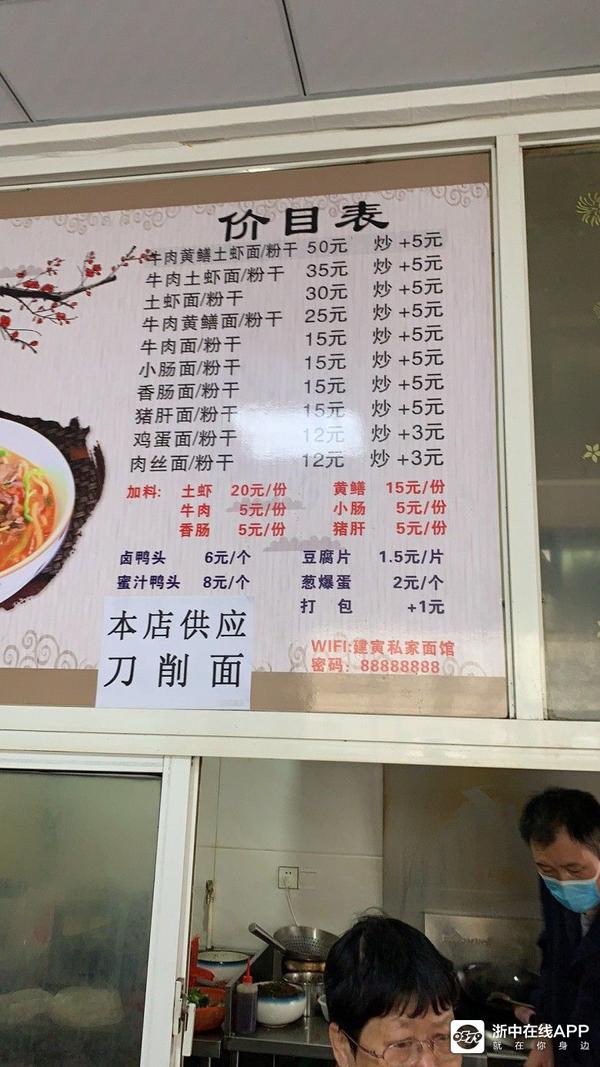 价目表
牛肉黄鳝土虾面/粉干 50元 炒 +5元
牛肉土虾面/粉干 35元 炒 +5元
土虾面/粉干 30元 炒 +5元
牛肉黄鳝面/粉干 25元 炒 +5元
牛肉面/粉干 15元 炒 +5元
小肠面/粉干 15元 炒 +5元
香肠面/粉干 15元 炒 +5元
猪肝面/粉干 15元 炒 +5元
鸡蛋面/粉干 12元 炒 +3元
肉丝面/粉干 12元 炒 +3元
加料: 土虾 20元/份 黄鳝 15元/份
牛肉 5元/份 小肠 5元/份
香肠 5元/份 猪肝 5元/份
卤鸭头 6元/个 豆腐片 1.5元/片
蜜汁鸭头 8元/个 葱爆蛋 2元/个
打 包 +1元
本店供应
刀削面
WIFI:建寅私家面馆
密码: 88888888
浙中在线APP
就在你身边